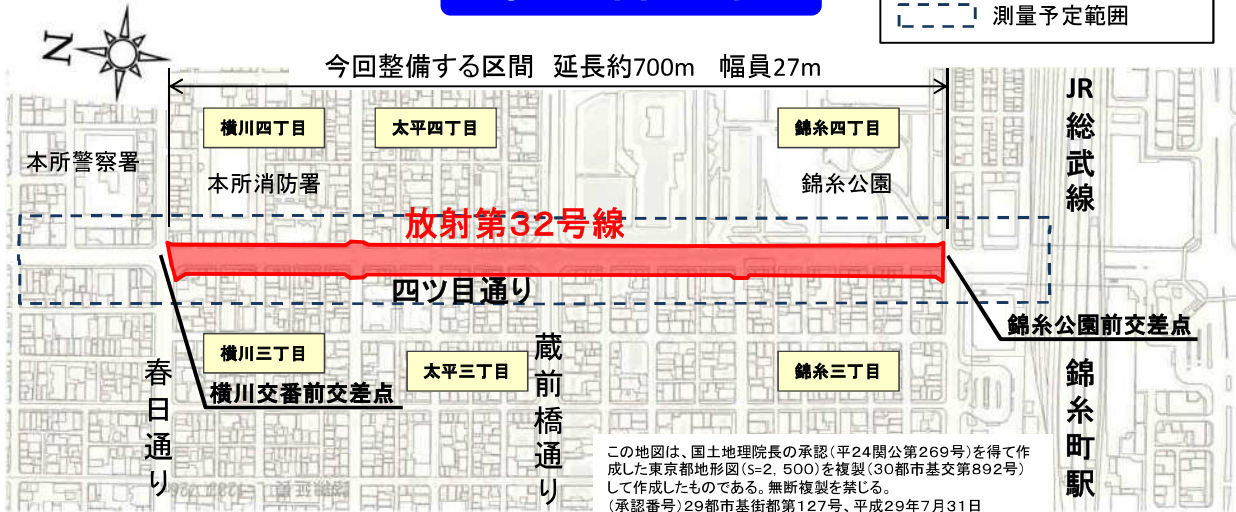 測量予定範囲
N
今回整備する区間 延長約700m 幅員27m
JR総武線
横川四丁目
太平四丁目
錦糸四丁目
本所警察署
本所消防署
錦糸公園
放射第32号線
四ツ目通り
錦糸公園前交差点
横川三丁目
太平三丁目
錦糸三丁目
横川交番前交差点
春日通り
蔵前橋通り
錦糸町駅
この地図は、国土地理院長の承認(平24関公第269号)を得て作
成した東京都地形図(S=2,500)を複製(30都市基交第892号)
して作成したものである。無断複製を禁じる。
(承認番号)29都市基街都第127号、平成29年7月31日